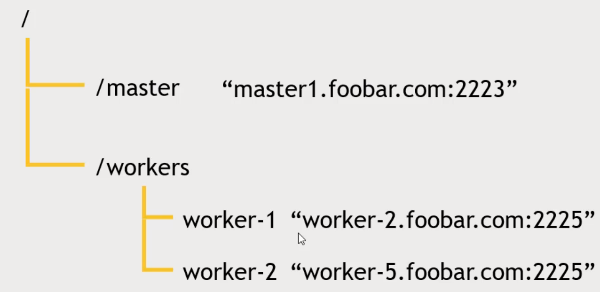 /
/master “master1.foobar.com:2223”
/workers
worker-1 “worker-2.foobar.com:2225”
worker-2 “worker-5.foobar.com:2225”